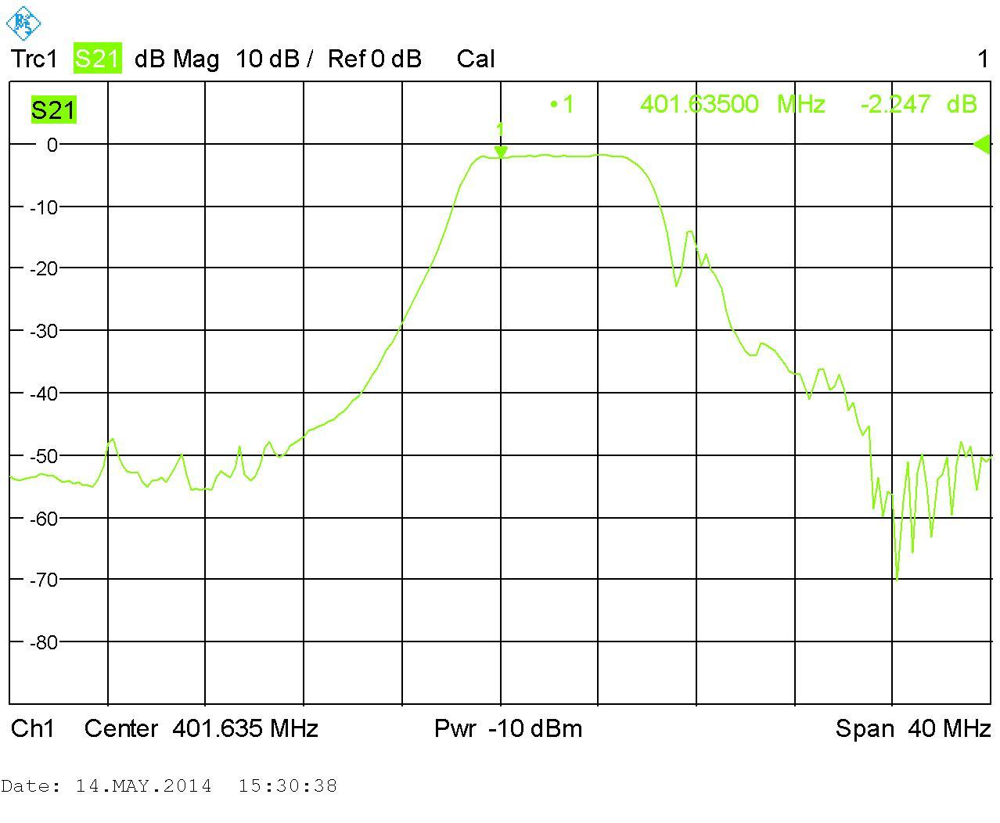 Trc1 S21 dB Mag 10 dB / Ref 0 dB Cal 1
S21 •1 401.63500 MHz -2.247 dB
1
0
-10
-20
-30
-40
-50
-60
-70
-80
Ch1 Center 401.635 MHz Pwr -10 dBm Span 40 MHz
Date: 14.MAY.2014 15:30:38